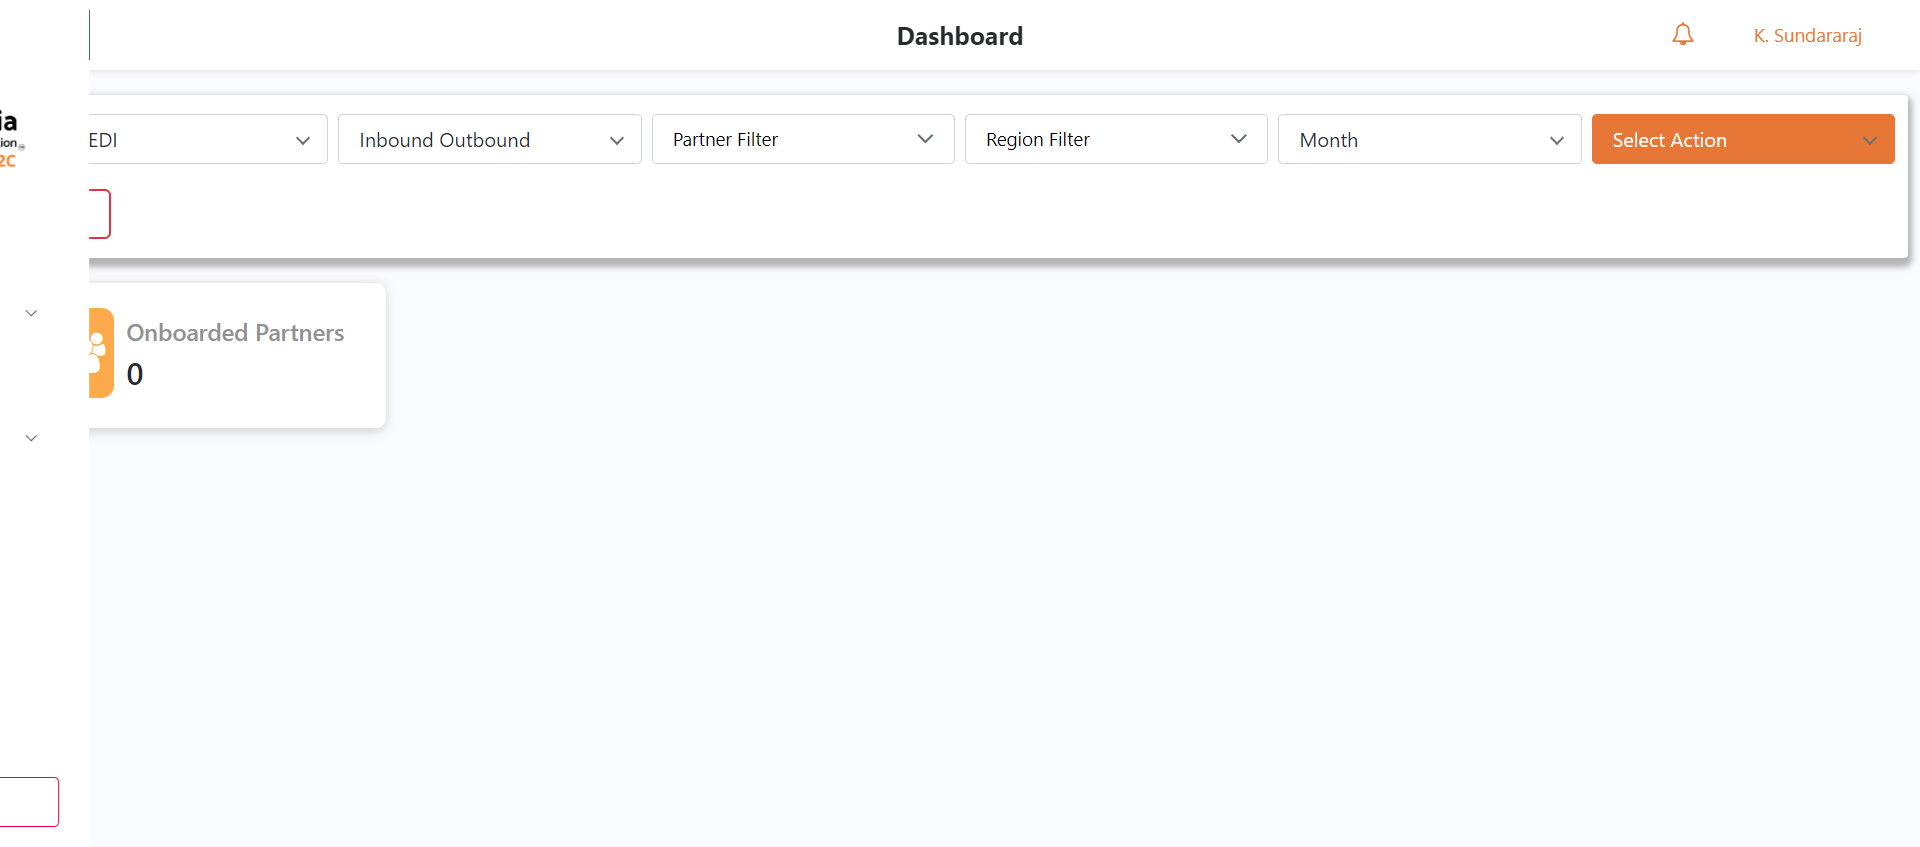 Dashboard
K. Sundararaj
ia
ion
2C
EDI
Inbound Outbound
Partner Filter
Region Filter
Month
Select Action
Onboarded Partners
0